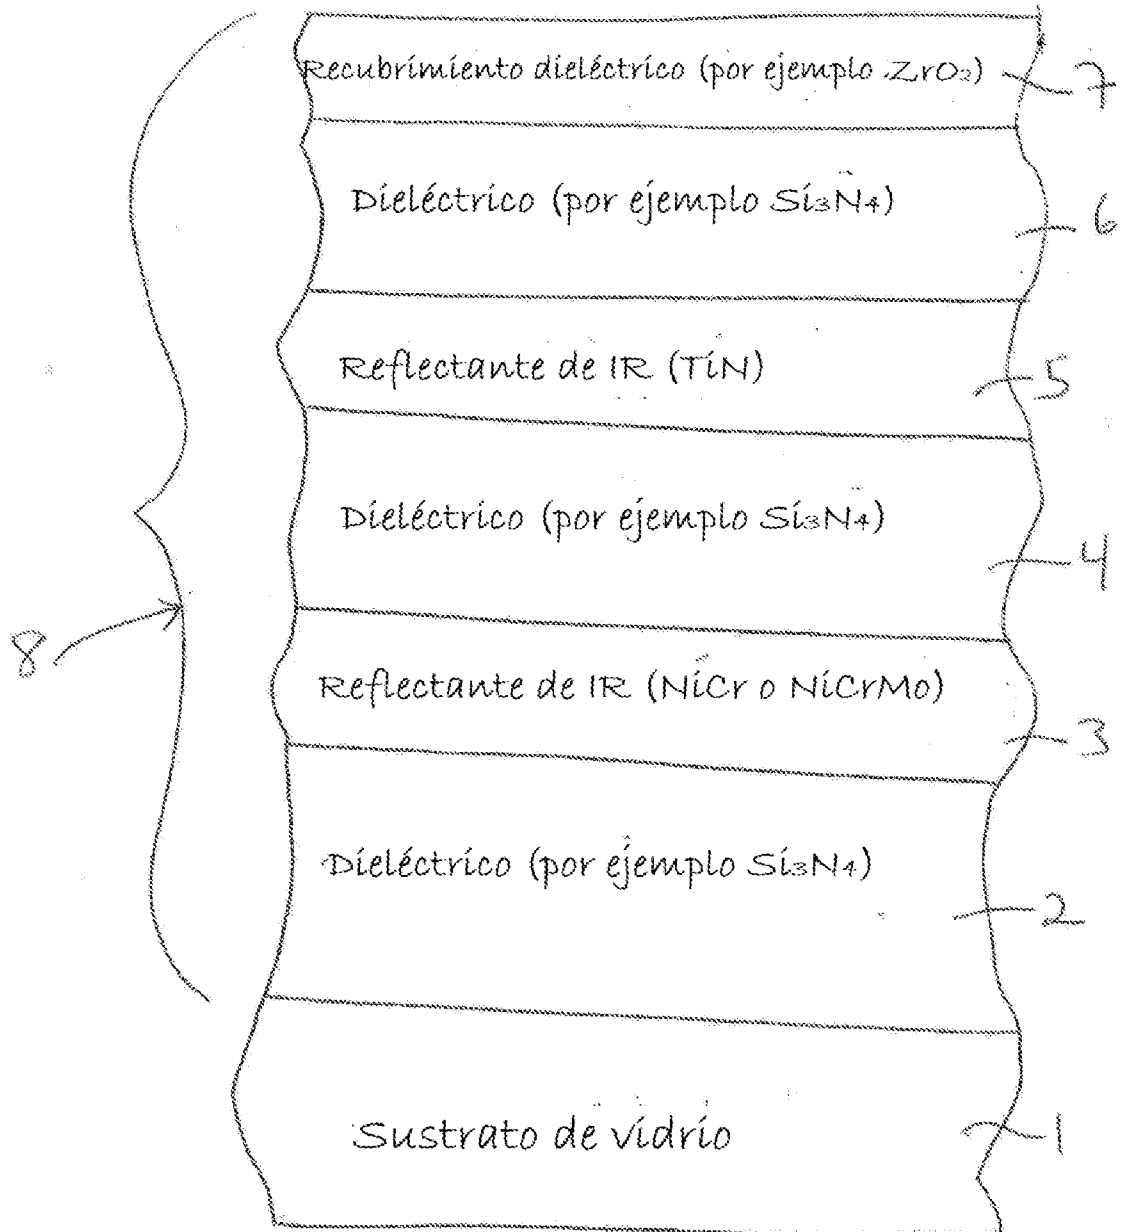 Recubrimiento dieléctrico (por ejemplo ZrO₂) 7
Dieléctrico (por ejemplo Si₃N₄) 6
Reflectante de IR (TiN) 5
Dieléctrico (por ejemplo Si₃N₄) 4
8
Reflectante de IR (NiCr o NiCrMo) 3
Dieléctrico (por ejemplo Si₃N₄) 2
Sustrato de vidrio 1